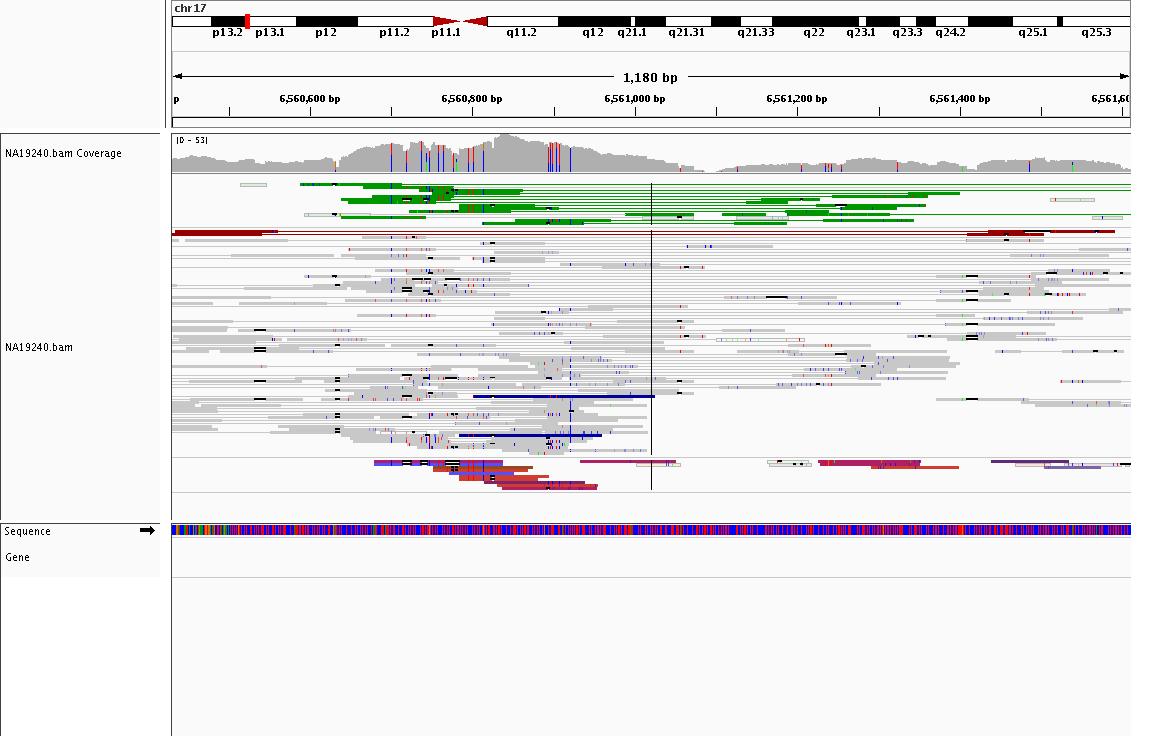 chr17
p13.2 p13.1 p12 p11.2 p11.1 q11.2 q12 q21.1 q21.31 q21.33 q22 q23.1 q23.3 q24.2 q25.1 q25.3
1,180 bp
p 6,560,600 bp 6,560,800 bp 6,561,000 bp 6,561,200 bp 6,561,400 bp 6,561,60
[0 - 53]
NA19240.bam Coverage
NA19240.bam
Sequence
Gene